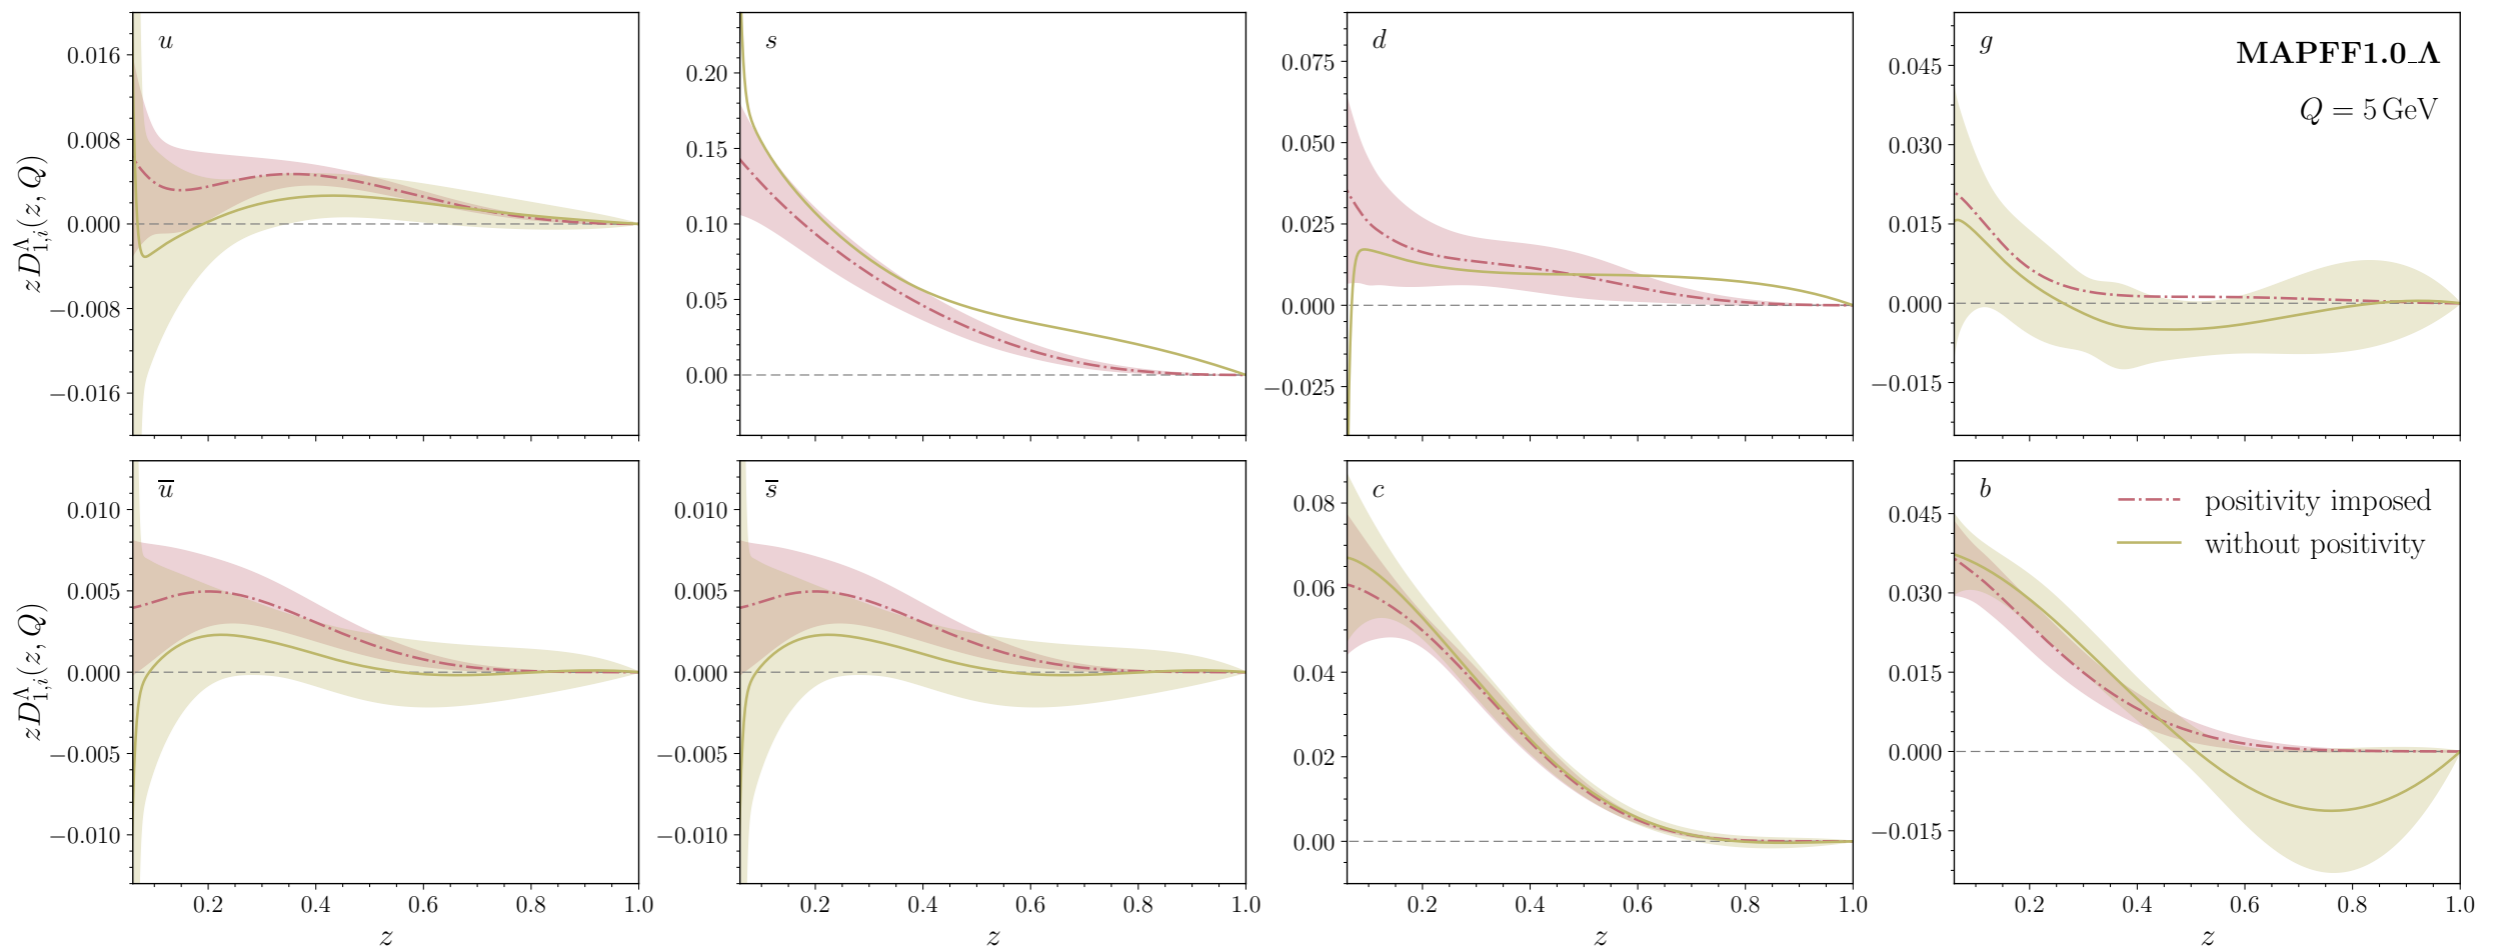 u
0.016
0.008
0.000
−0.008
−0.016
zD^Λ_{1,i}(z, Q)
s
0.20
0.15
0.10
0.05
0.00
d
0.075
0.050
0.025
0.000
−0.025
g
MAPFF1.0_Λ
Q = 5 GeV
0.045
0.030
0.015
0.000
−0.015
u̅
0.010
0.005
0.000
−0.005
−0.010
zD^Λ_{1,i}(z, Q)
0.2 0.4 0.6 0.8 1.0
z
s̅
0.010
0.005
0.000
−0.005
−0.010
0.2 0.4 0.6 0.8 1.0
z
c
0.08
0.06
0.04
0.02
0.00
0.2 0.4 0.6 0.8 1.0
z
b
positivity imposed
without positivity
0.045
0.030
0.015
0.000
−0.015
0.2 0.4 0.6 0.8 1.0
z